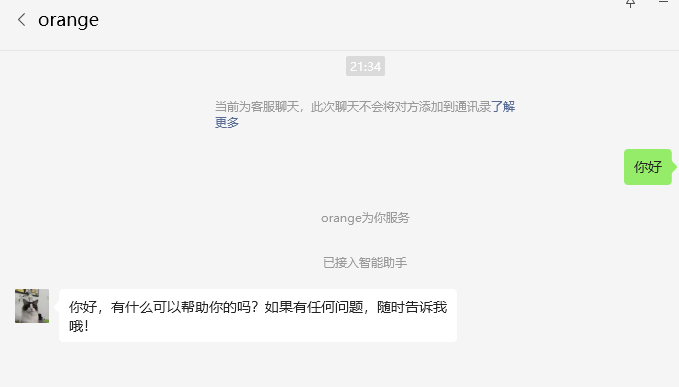 orange
21:34
当前为客服聊天，此次聊天不会将对方添加到通讯录了解
更多
你好
orange为你服务
已接入智能助手
你好，有什么可以帮助你的吗？如果有任何问题，随时告诉我
哦！